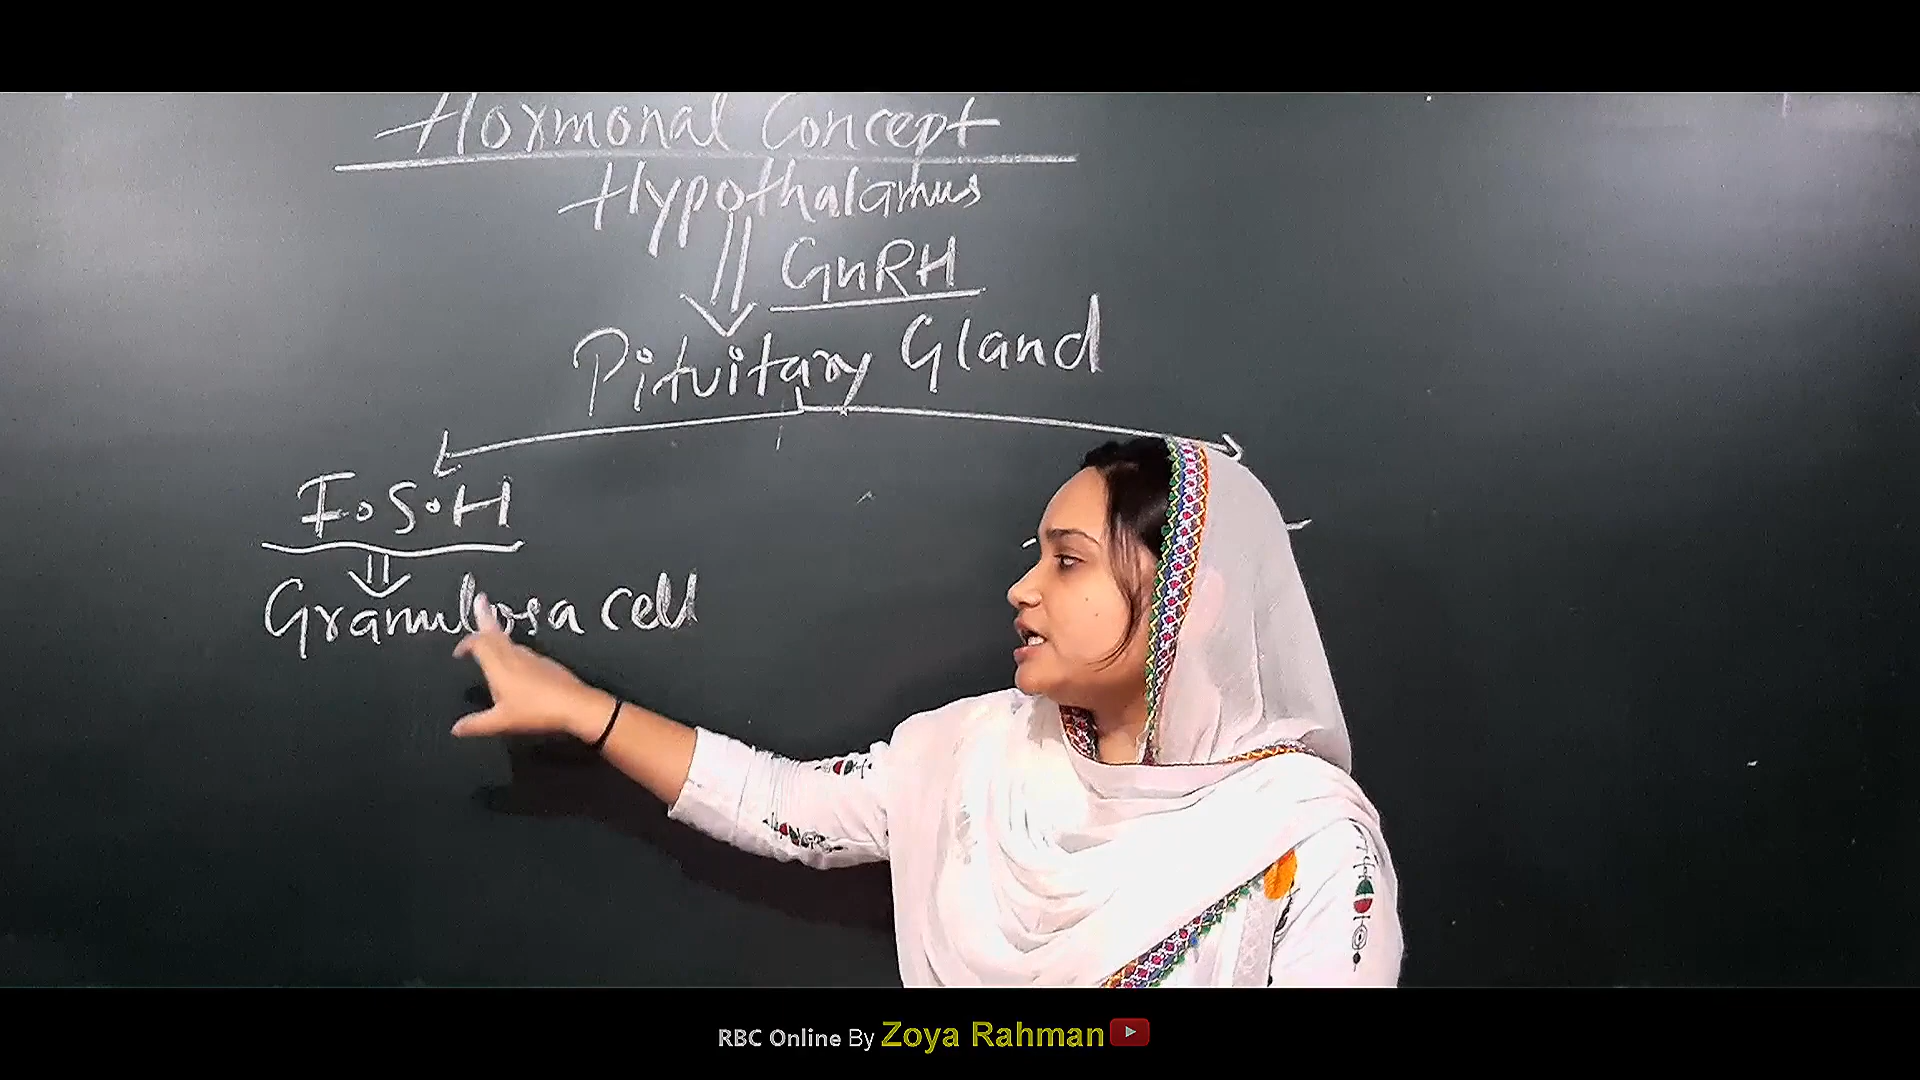 Hormonal Concept
Hypothalamus
GnRH
Pituitary Gland
F.S.H
Granulosa cell
RBC Online By Zoya Rahman